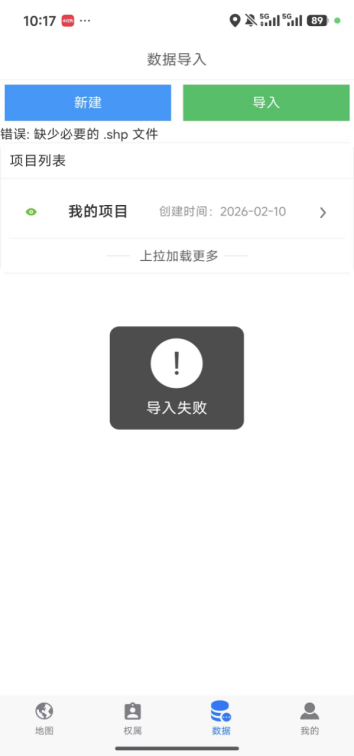 10:17
5G 5G 89
数据导入
新建 导入
错误: 缺少必要的 .shp 文件
项目列表
我的项目 创建时间：2026-02-10
上拉加载更多
!
导入失败
地图 权属 数据 我的